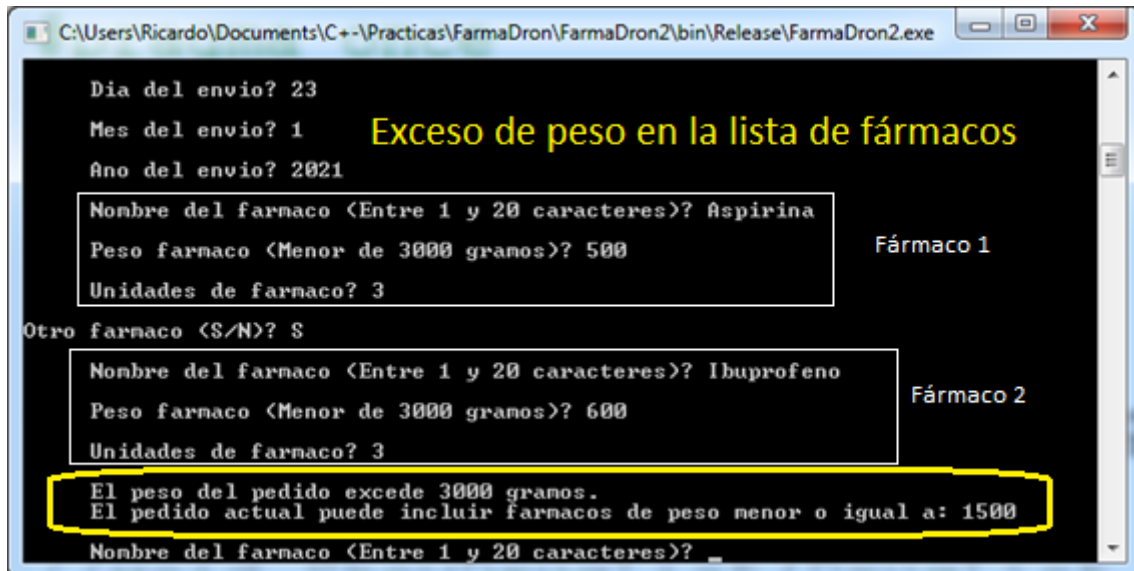 C:\Users\Ricardo\Documents\C+-\Practicas\FarmaDron\FarmaDron2\bin\Release\FarmaDron2.exe
Dia del envio? 23
Mes del envio? 1
Exceso de peso en la lista de fármacos
Ano del envio? 2021
Nombre del farmaco (Entre 1 y 20 caracteres)? Aspirina
Peso farmaco (Menor de 3000 gramos)? 500
Fármaco 1
Unidades de farmaco? 3
Otro farmaco (S/N)? S
Nombre del farmaco (Entre 1 y 20 caracteres)? Ibuprofeno
Peso farmaco (Menor de 3000 gramos)? 600
Fármaco 2
Unidades de farmaco? 3
El peso del pedido excede 3000 gramos.
El pedido actual puede incluir farmacos de peso menor o igual a: 1500
Nombre del farmaco (Entre 1 y 20 caracteres)? _